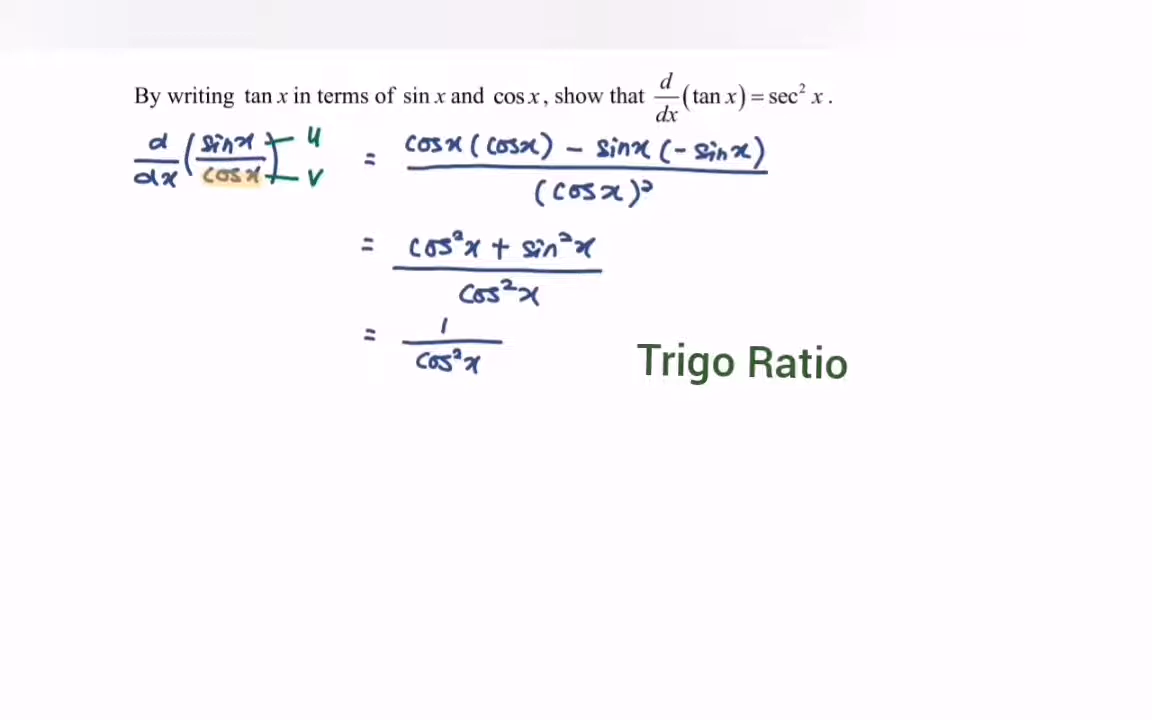 By writing tan x in terms of sin x and cos x, show that d/dx (tan x) = sec² x.
d/dx (sin x / cos x) u v = (cos x (cos x) − sin x (− sin x)) / (cos x)²
= (cos²x + sin²x) / cos²x
= 1 / cos²x
Trigo Ratio